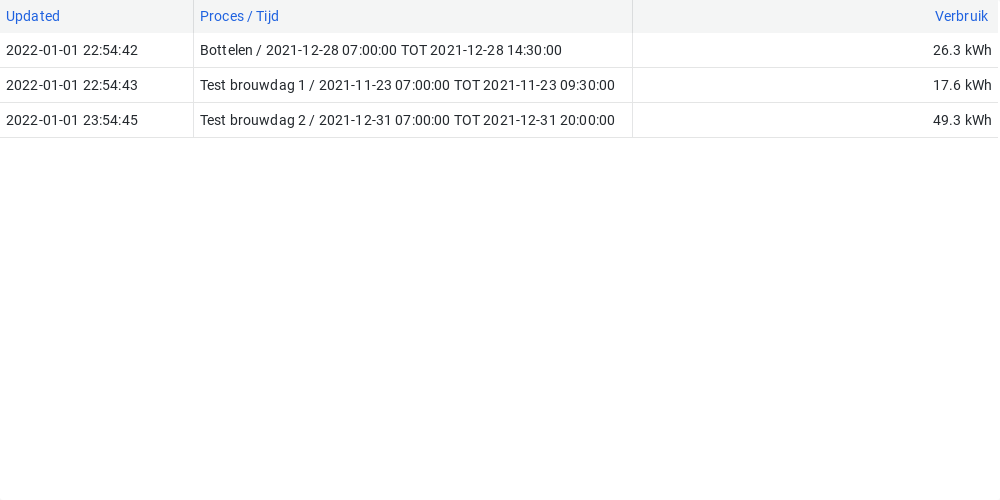 Updated Proces / Tijd Verbruik
2022-01-01 22:54:42 Bottelen / 2021-12-28 07:00:00 TOT 2021-12-28 14:30:00 26.3 kWh
2022-01-01 22:54:43 Test brouwdag 1 / 2021-11-23 07:00:00 TOT 2021-11-23 09:30:00 17.6 kWh
2022-01-01 23:54:45 Test brouwdag 2 / 2021-12-31 07:00:00 TOT 2021-12-31 20:00:00 49.3 kWh